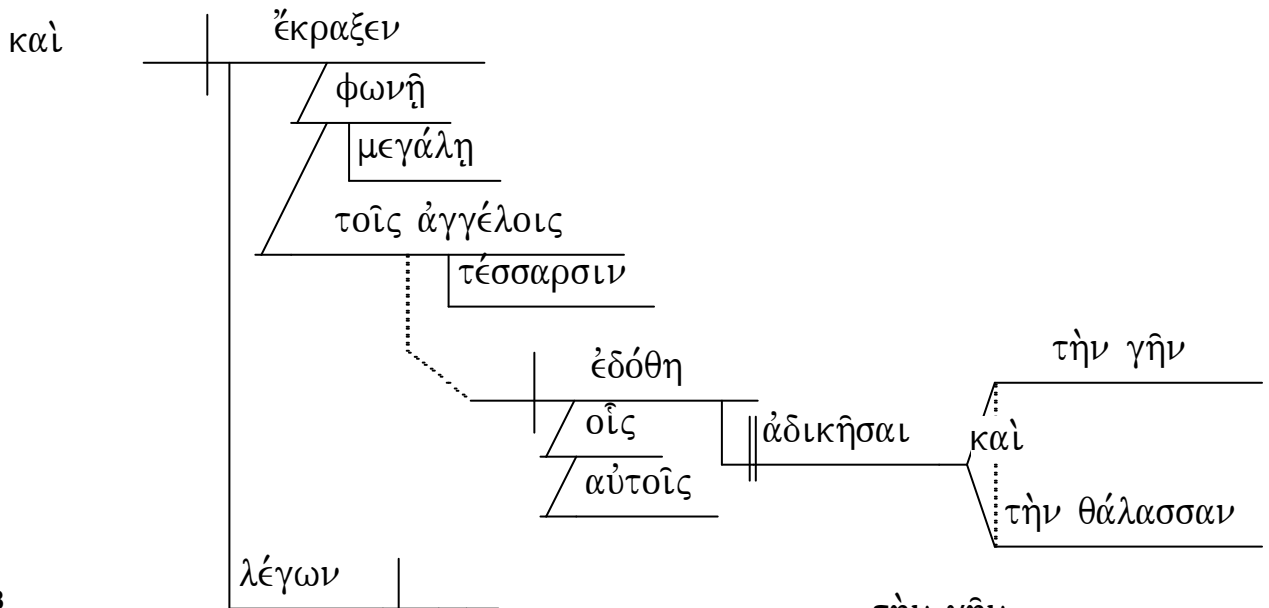 καὶ ἔκραξεν
φωνῇ
μεγάλῃ
τοῖς ἀγγέλοις
τέσσαρσιν
τὴν γῆν
ἐδόθη
οἷς ἀδικῆσαι καὶ
αὐτοῖς
τὴν θάλασσαν
λέγων